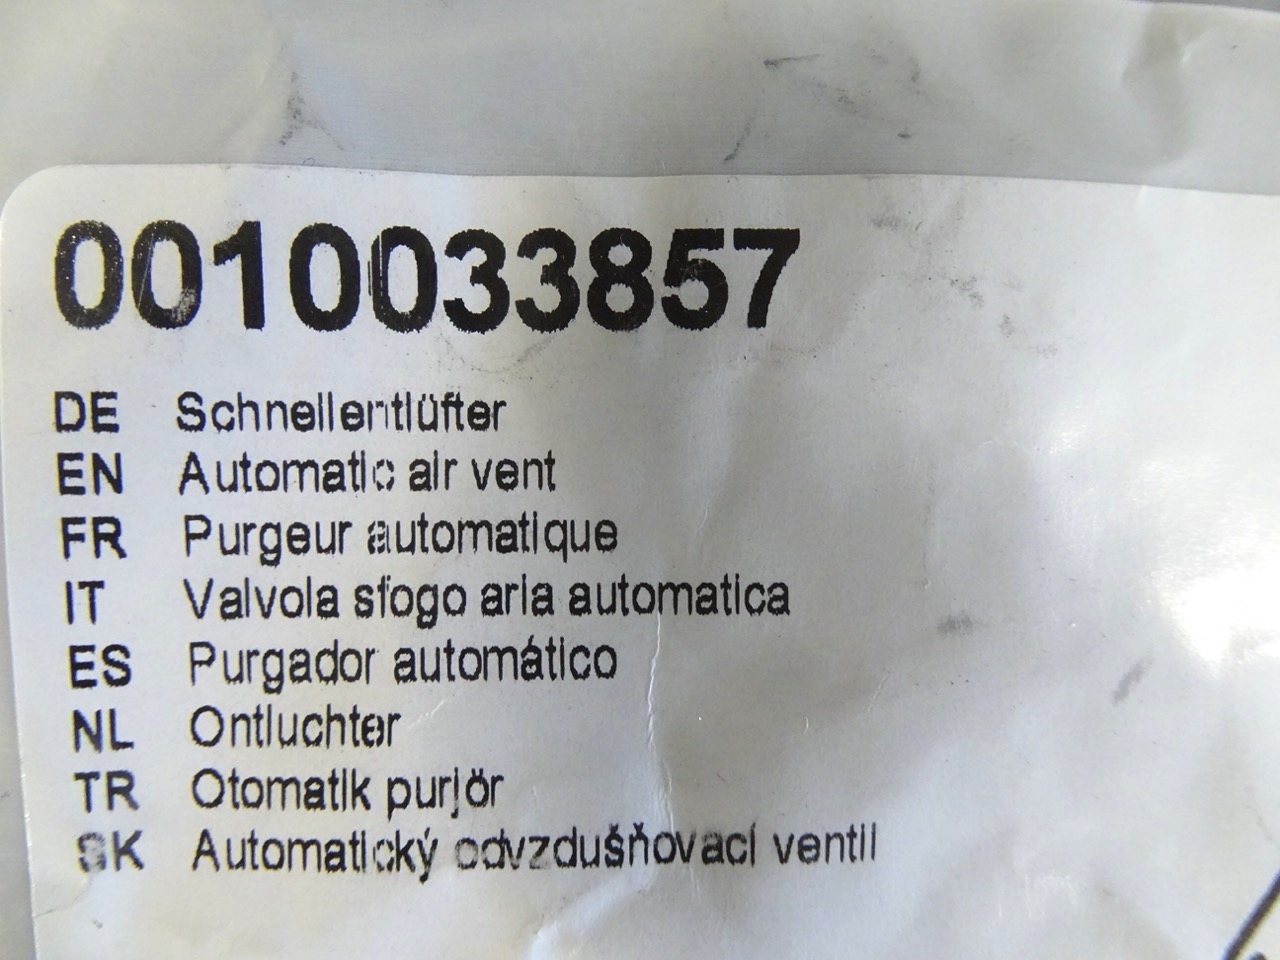 0010033857
DE Schnellentlüfter
EN Automatic air vent
FR Purgeur automatique
IT Valvola sfogo aria automatica
ES Purgador automático
NL Ontluchter
TR Otomatik purjör
SK Automatický odvzdušňovací ventil